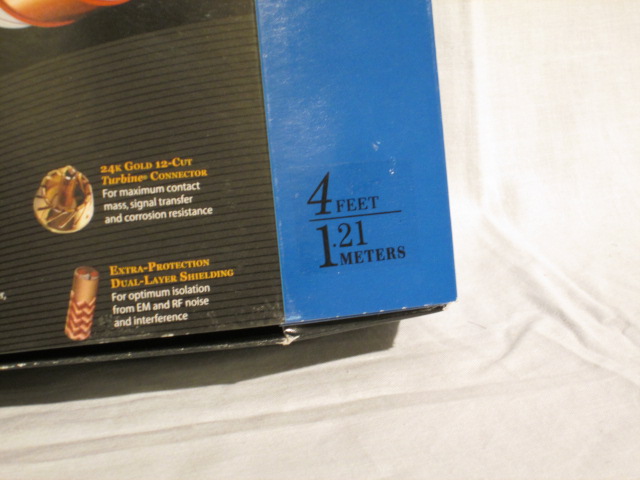 24K GOLD 12-CUT
Turbine® CONNECTOR
For maximum contact
mass, signal transfer
and corrosion resistance
EXTRA-PROTECTION
DUAL-LAYER SHIELDING
For optimum isolation
from EM and RF noise
and interference
4 FEET
1.21
METERS